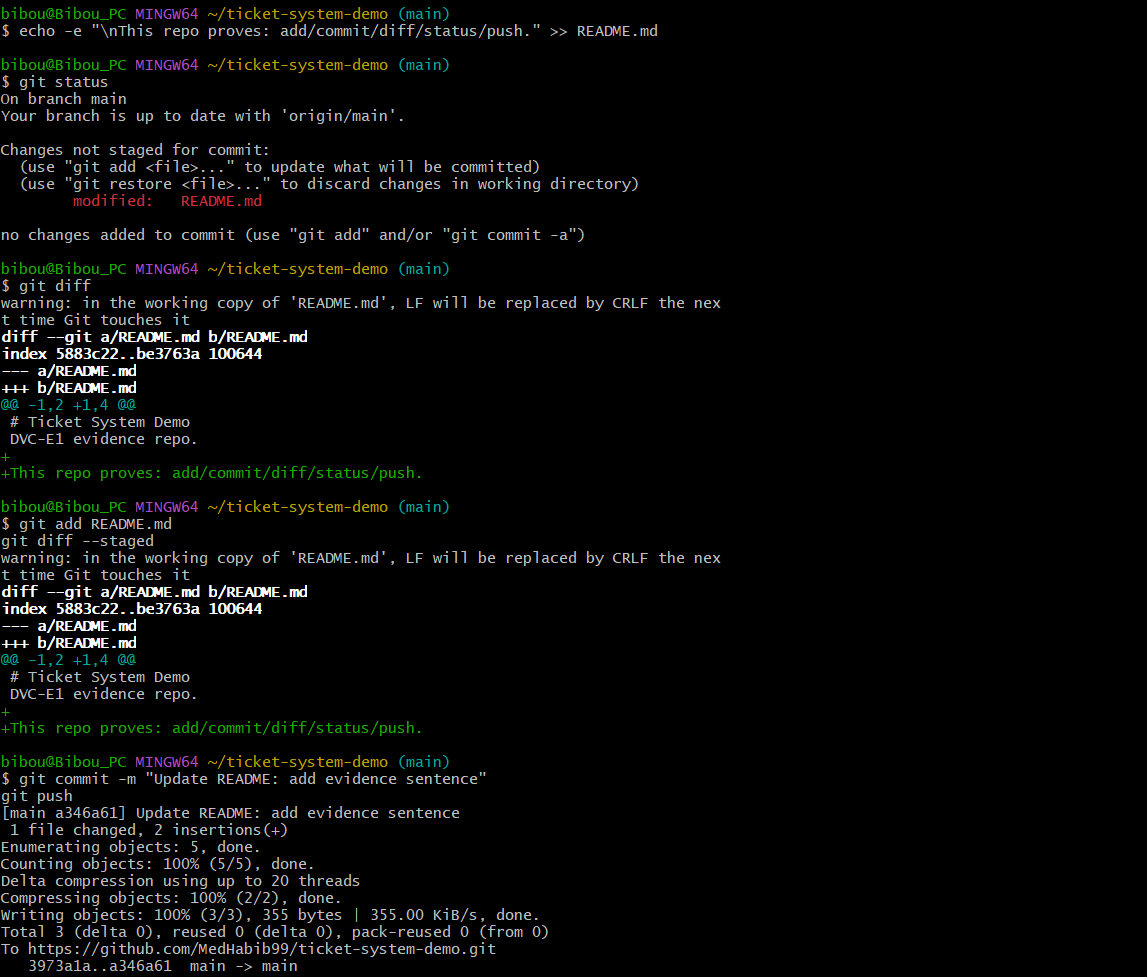 bibou@Bibou_PC MINGW64 ~/ticket-system-demo (main)
$ echo -e "\nThis repo proves: add/commit/diff/status/push." >> README.md

bibou@Bibou_PC MINGW64 ~/ticket-system-demo (main)
$ git status
On branch main
Your branch is up to date with 'origin/main'.

Changes not staged for commit:
  (use "git add <file>..." to update what will be committed)
  (use "git restore <file>..." to discard changes in working directory)
        modified:   README.md

no changes added to commit (use "git add" and/or "git commit -a")

bibou@Bibou_PC MINGW64 ~/ticket-system-demo (main)
$ git diff
warning: in the working copy of 'README.md', LF will be replaced by CRLF the nex
t time Git touches it
diff --git a/README.md b/README.md
index 5883c22..be3763a 100644
--- a/README.md
+++ b/README.md
@@ -1,2 +1,4 @@
 # Ticket System Demo
 DVC-E1 evidence repo.
+
+This repo proves: add/commit/diff/status/push.

bibou@Bibou_PC MINGW64 ~/ticket-system-demo (main)
$ git add README.md
git diff --staged
warning: in the working copy of 'README.md', LF will be replaced by CRLF the nex
t time Git touches it
diff --git a/README.md b/README.md
index 5883c22..be3763a 100644
--- a/README.md
+++ b/README.md
@@ -1,2 +1,4 @@
 # Ticket System Demo
 DVC-E1 evidence repo.
+
+This repo proves: add/commit/diff/status/push.

bibou@Bibou_PC MINGW64 ~/ticket-system-demo (main)
$ git commit -m "Update README: add evidence sentence"
git push
[main a346a61] Update README: add evidence sentence
 1 file changed, 2 insertions(+)
Enumerating objects: 5, done.
Counting objects: 100% (5/5), done.
Delta compression using up to 20 threads
Compressing objects: 100% (2/2), done.
Writing objects: 100% (3/3), 355 bytes | 355.00 KiB/s, done.
Total 3 (delta 0), reused 0 (delta 0), pack-reused 0 (from 0)
To https://github.com/MedHabib99/ticket-system-demo.git
   3973a1a..a346a61  main -> main